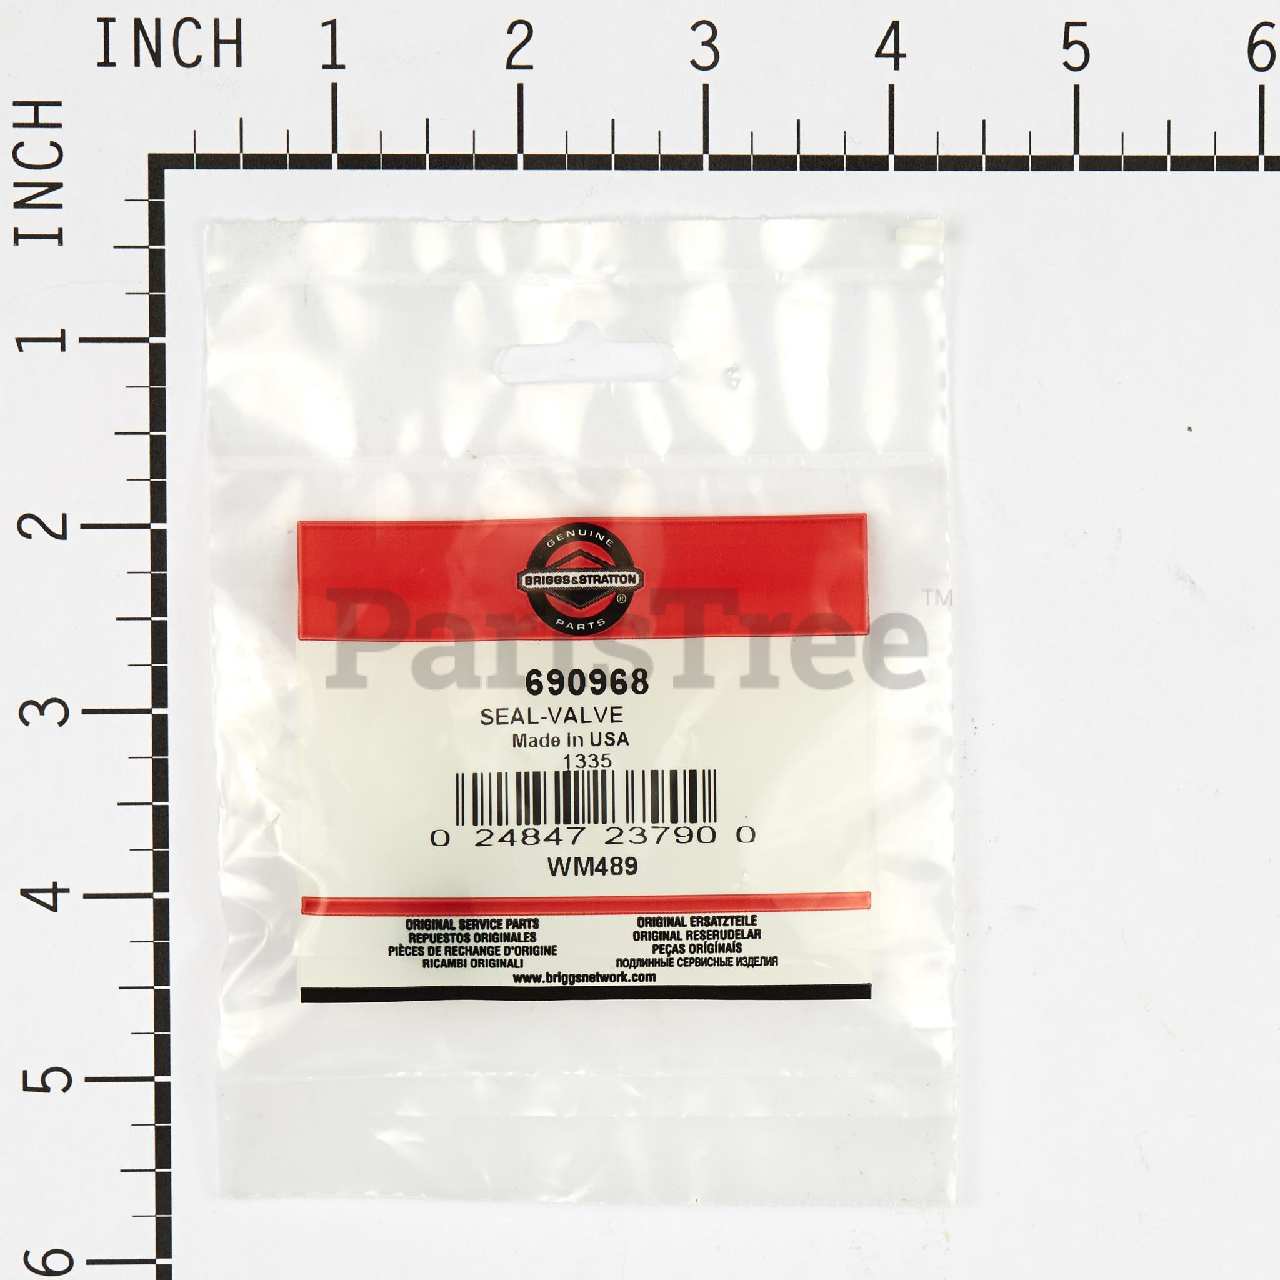 INCH 1 2 3 4 5 6
INCH
1
2
3
4
5
6
GENUINE
BRIGGS&STRATTON
®
PARTS
PartsTree™
690968
SEAL-VALVE
Made in USA
1335
0 24847 23790 0
WM489
ORIGINAL SERVICE PARTS
REPUESTOS ORIGINALES
PIÈCES DE RECHANGE D'ORIGINE
RICAMBI ORIGINALI
ORIGINAL ERSATZTEILE
ORIGINAL RESERUDELAR
PEÇAS ORIGINAIS
ПОДЛИННЫЕ СЕРВИСНЫЕ ИЗДЕЛИЯ
www.briggsnetwork.com